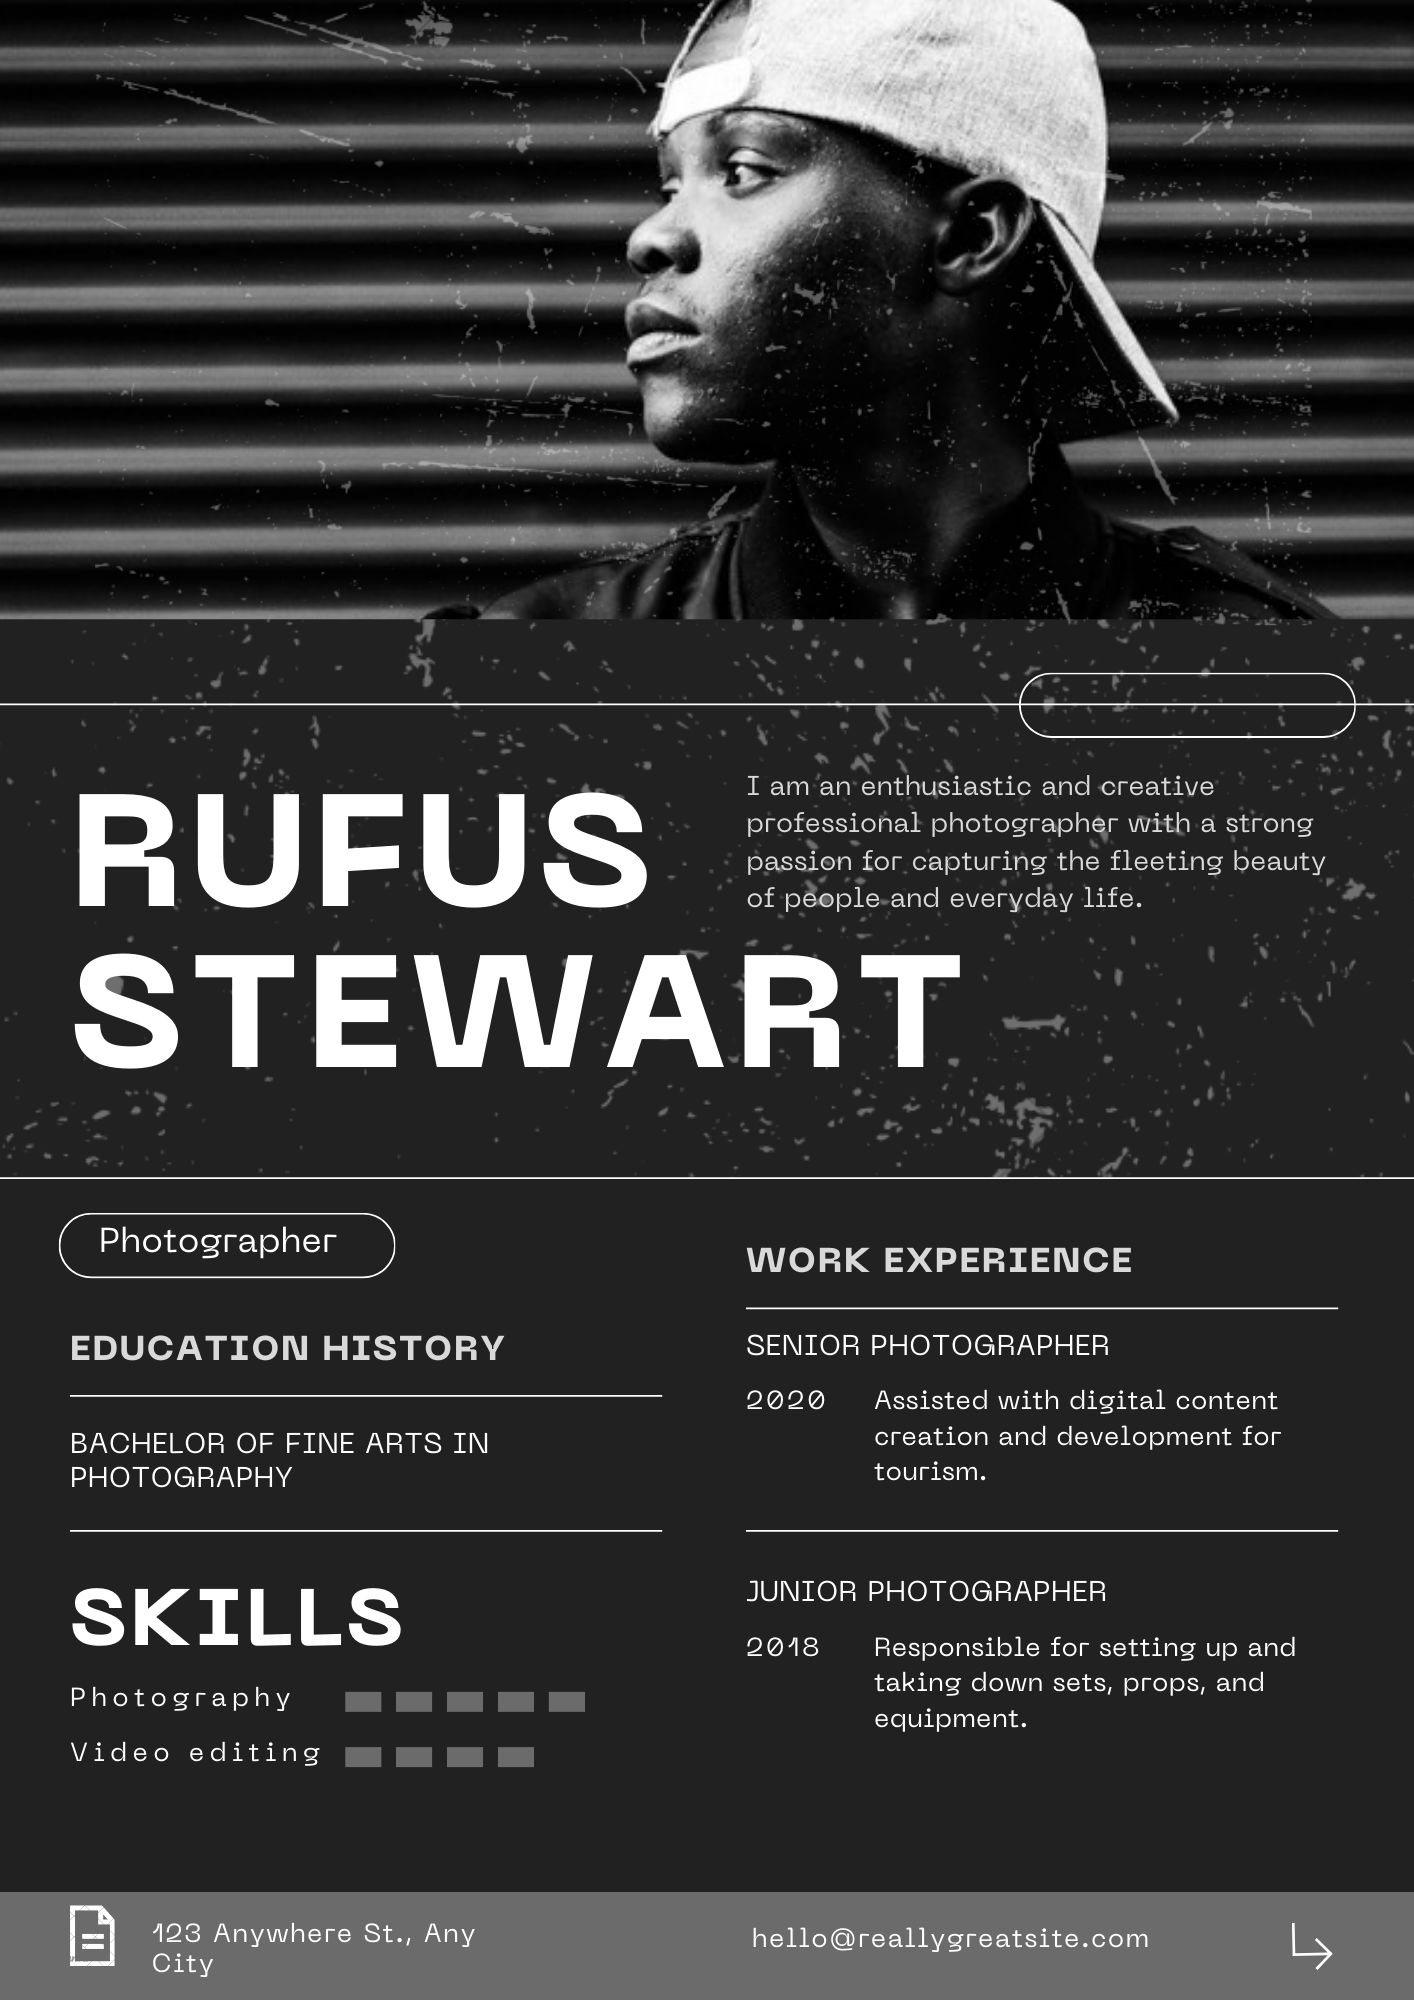 RUFUS
STEWART
I am an enthusiastic and creative
professional photographer with a strong
passion for capturing the fleeting beauty
of people and everyday life.
Photographer
EDUCATION HISTORY
BACHELOR OF FINE ARTS IN
PHOTOGRAPHY
SKILLS
Photography
Video editing
WORK EXPERIENCE
SENIOR PHOTOGRAPHER
2020 Assisted with digital content
creation and development for
tourism.
JUNIOR PHOTOGRAPHER
2018 Responsible for setting up and
taking down sets, props, and
equipment.
123 Anywhere St., Any
City
hello@reallygreatsite.com